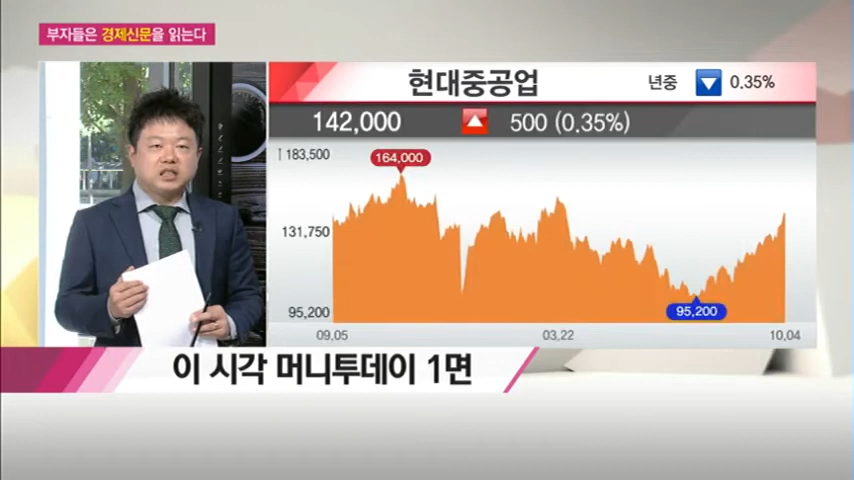 부자들은 경제신문을 읽는다
현대중공업
년중 ▼ 0.35%
142,000 ▲ 500 (0.35%)
183,500
164,000
131,750
95,200
95,200
09.05 03.22 10.04
이 시각 머니투데이 1면